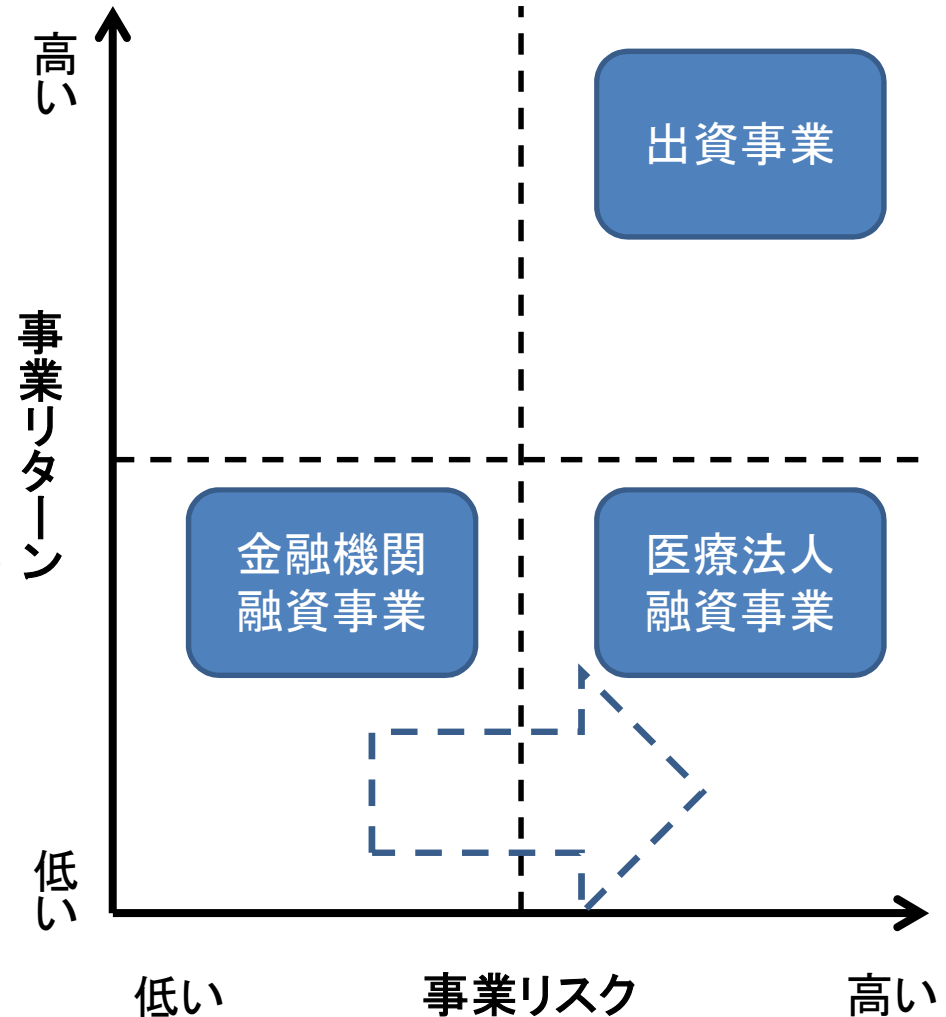 高い
出資事業
事業リターン
金融機関
融資事業
医療法人
融資事業
低い
低い
事業リスク
高い